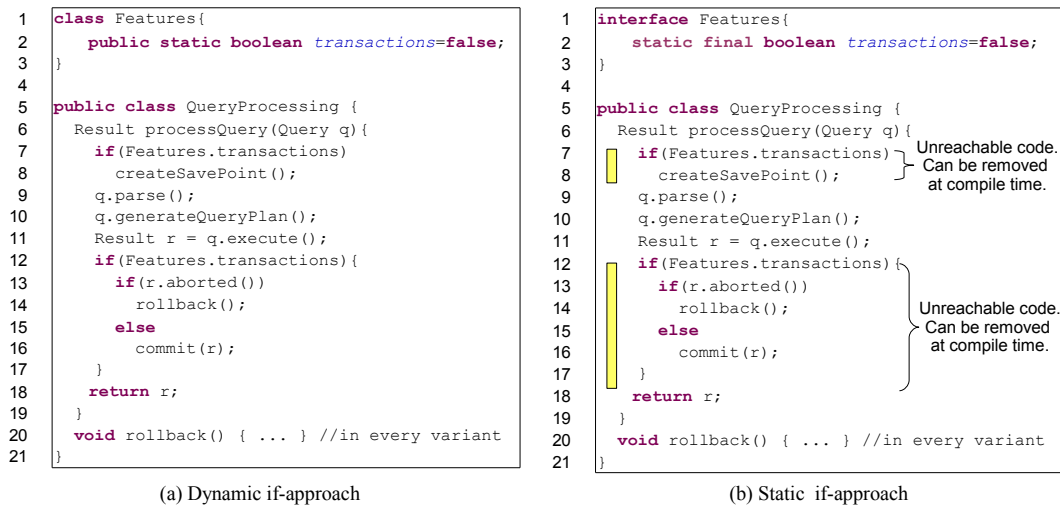 1 class Features{
2 public static boolean transactions=false;
3 }
4
5 public class QueryProcessing {
6 Result processQuery(Query q){
7 if(Features.transactions)
8 createSavePoint();
9 q.parse();
10 q.generateQueryPlan();
11 Result r = q.execute();
12 if(Features.transactions){
13 if(r.aborted())
14 rollback();
15 else
16 commit(r);
17 }
18 return r;
19 }
20 void rollback() { ... } //in every variant
21 }
(a) Dynamic if-approach
1 interface Features{
2 static final boolean transactions=false;
3 }
4
5 public class QueryProcessing {
6 Result processQuery(Query q){
7 if(Features.transactions)
8 createSavePoint();
9 q.parse();
10 q.generateQueryPlan();
11 Result r = q.execute();
12 if(Features.transactions){
13 if(r.aborted())
14 rollback();
15 else
16 commit(r);
17 }
18 return r;
19 }
20 void rollback() { ... } //in every variant
21 }
Unreachable code.
Can be removed
at compile time.
Unreachable code.
Can be removed
at compile time.
(b) Static if-approach